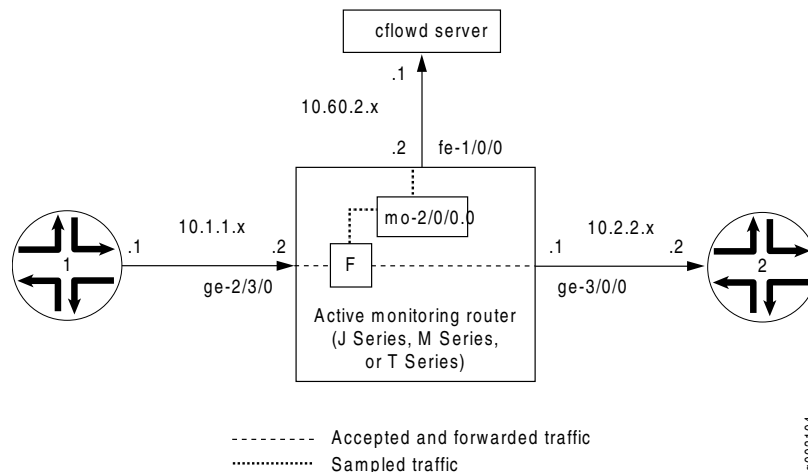 cflowd server
.1
10.60.2.x
.2
fe-1/0/0
mo-2/0/0.0
10.1.1.x
10.2.2.x
1
.1
.2
F
.1
.2
2
ge-2/3/0
ge-3/0/0
Active monitoring router
(J Series, M Series,
or T Series)
Accepted and forwarded traffic
Sampled traffic